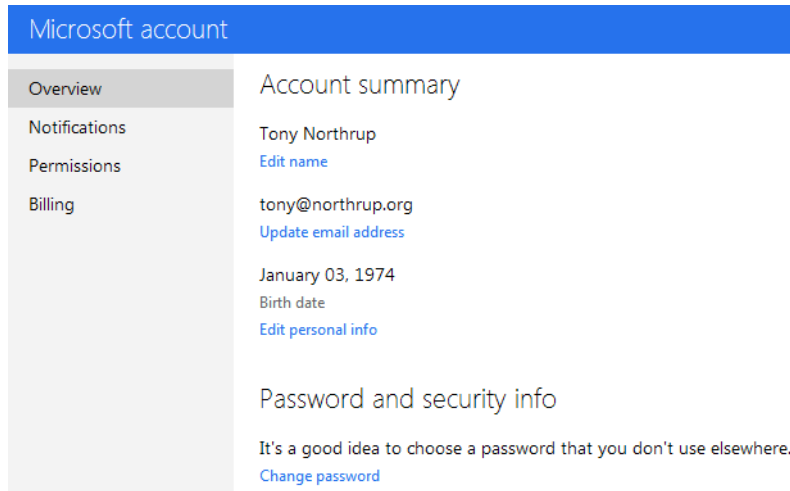 Microsoft account
Overview
Notifications
Permissions
Billing
Account summary
Tony Northrup
Edit name
tony@northrup.org
Update email address
January 03, 1974
Birth date
Edit personal info
Password and security info
It's a good idea to choose a password that you don't use elsewhere.
Change password